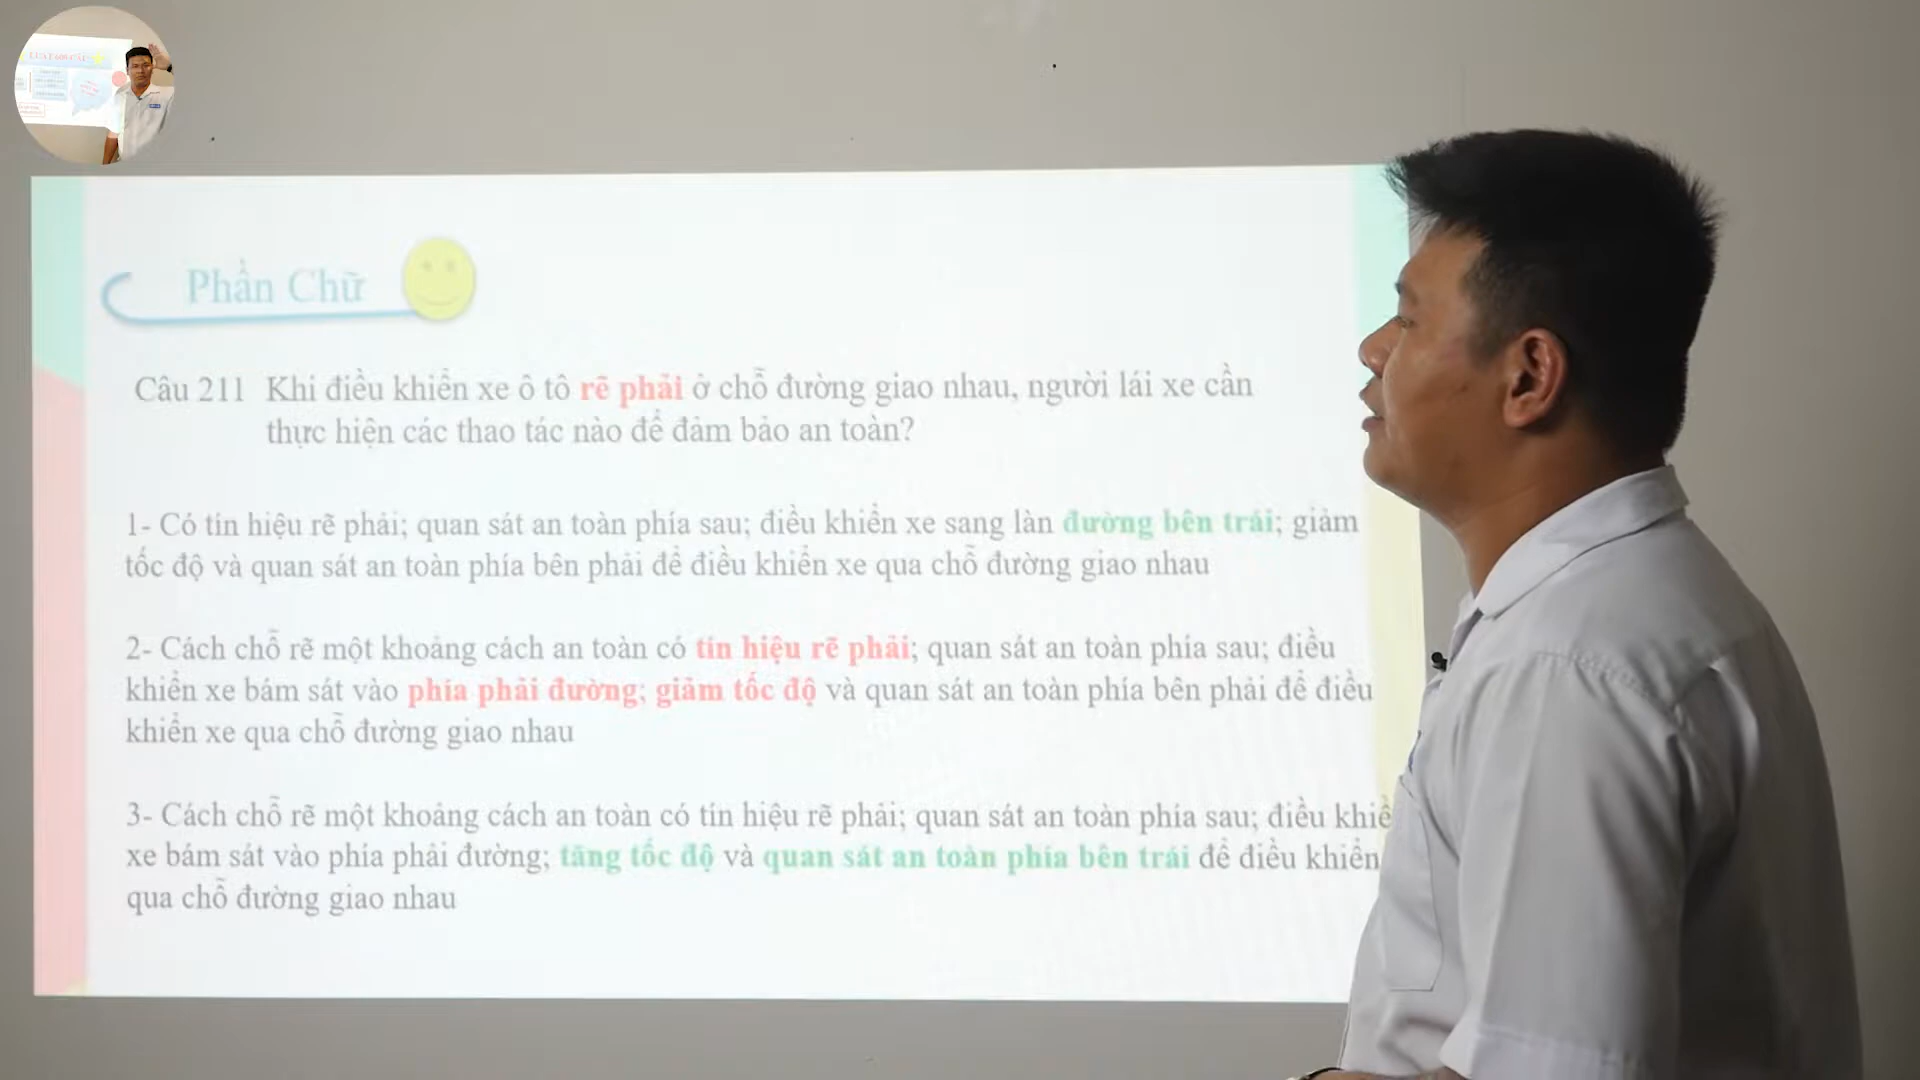 Phần Chữ
Câu 211 Khi điều khiển xe ô tô rẽ phải ở chỗ đường giao nhau, người lái xe cần
thực hiện các thao tác nào để đảm bảo an toàn?
1- Có tín hiệu rẽ phải; quan sát an toàn phía sau; điều khiển xe sang làn đường bên trái; giảm
tốc độ và quan sát an toàn phía bên phải để điều khiển xe qua chỗ đường giao nhau
2- Cách chỗ rẽ một khoảng cách an toàn có tín hiệu rẽ phải; quan sát an toàn phía sau; điều
khiển xe bám sát vào phía phải đường; giảm tốc độ và quan sát an toàn phía bên phải để điều
khiển xe qua chỗ đường giao nhau
3- Cách chỗ rẽ một khoảng cách an toàn có tín hiệu rẽ phải; quan sát an toàn phía sau; điều khiể
xe bám sát vào phía phải đường; tăng tốc độ và quan sát an toàn phía bên trái để điều khiển
qua chỗ đường giao nhau